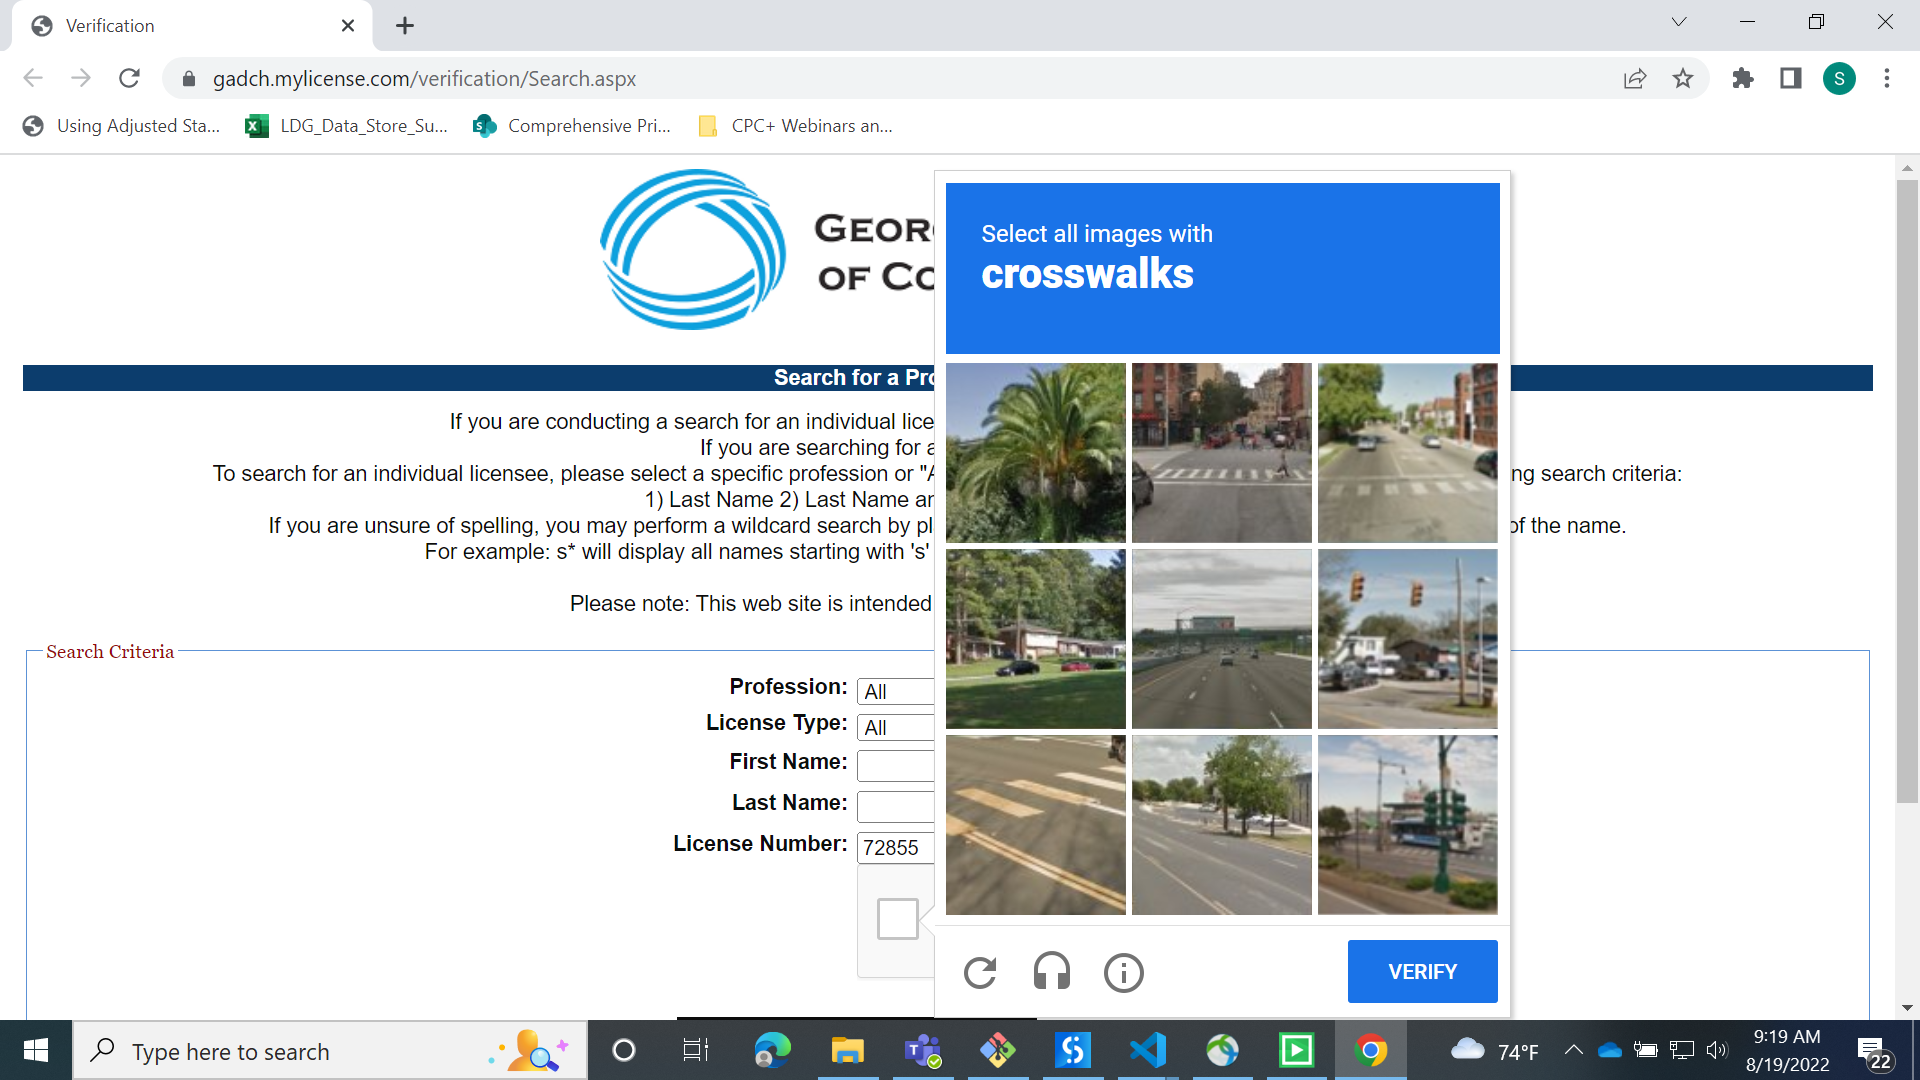 Verification
gadch.mylicense.com/verification/Search.aspx
S
Using Adjusted Sta...
LDG_Data_Store_Su...
Comprehensive Pri...
CPC+ Webinars an...
GEOR
OF CO
Select all images with
crosswalks
Search for a Pro
If you are conducting a search for an individual lice
If you are searching for a
To search for an individual licensee, please select a specific profession or "A
ng search criteria:
1) Last Name 2) Last Name an
If you are unsure of spelling, you may perform a wildcard search by pl
of the name.
For example: s* will display all names starting with 's'
Please note: This web site is intended
Search Criteria
Profession: All
License Type: All
First Name:
Last Name:
License Number: 72855
VERIFY
Type here to search
74°F
9:19 AM
8/19/2022
22